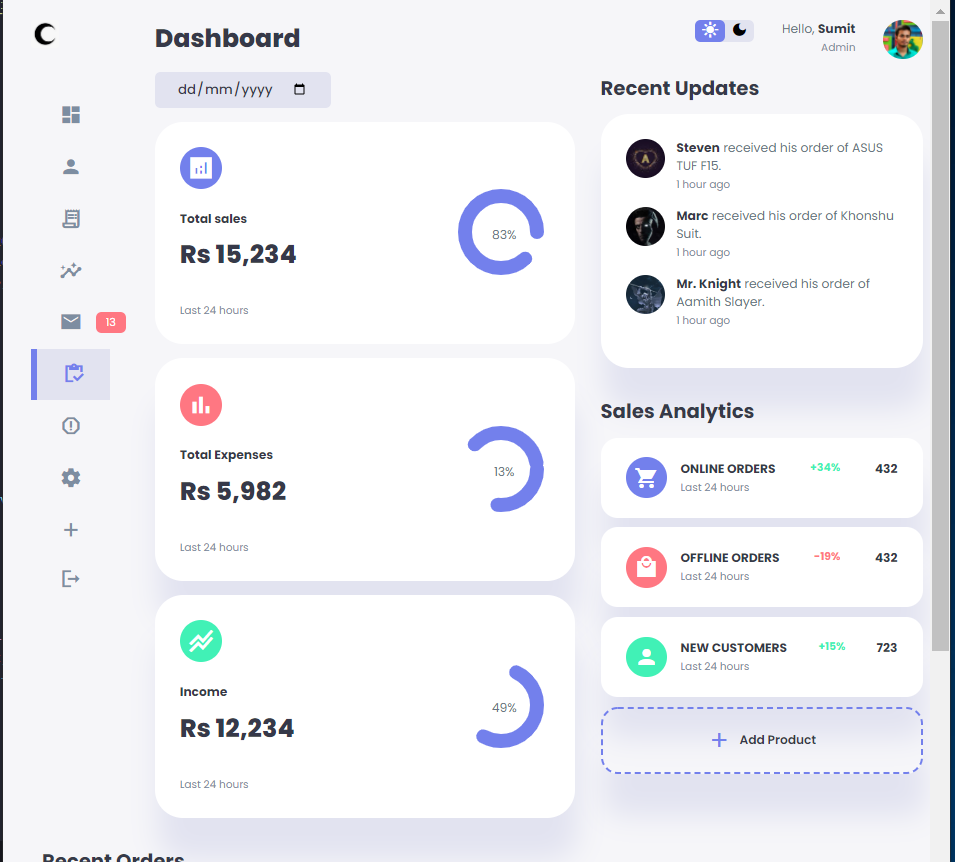 Dashboard
Hello, Sumit
Admin
dd/mm/yyyy
Total sales
Rs 15,234
83%
Last 24 hours
13
Total Expenses
Rs 5,982
13%
Last 24 hours
Income
Rs 12,234
49%
Last 24 hours
Recent Updates
A
Steven received his order of ASUS
TUF F15.
1 hour ago
Marc received his order of Khonshu
Suit.
1 hour ago
Mr. Knight received his order of
Aamith Slayer.
1 hour ago
Sales Analytics
ONLINE ORDERS
+34%
432
Last 24 hours
OFFLINE ORDERS
-19%
432
Last 24 hours
NEW CUSTOMERS
+15%
723
Last 24 hours
Add Product
Recent Orders